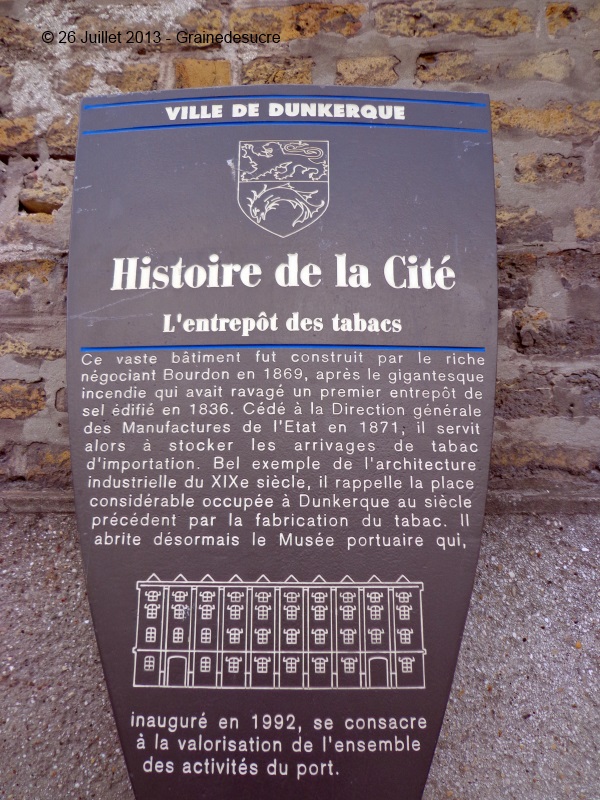 © 26 Juillet 2013 - Grainedesucre
VILLE DE DUNKERQUE
Histoire de la Cité
L'entrepôt des tabacs
Ce vaste bâtiment fut construit par le riche
négociant Bourdon en 1869, après le gigantesque
incendie qui avait ravagé un premier entrepôt de
sel édifié en 1836. Cédé à la Direction générale
des Manufactures de l'Etat en 1871, il servit
alors à stocker les arrivages de tabac
d'importation. Bel exemple de l'architecture
industrielle du XIXe siècle, il rappelle la place
considérable occupée à Dunkerque au siècle
précédent par la fabrication du tabac. Il
abrite désormais le Musée portuaire qui,
inauguré en 1992, se consacre
à la valorisation de l'ensemble
des activités du port.